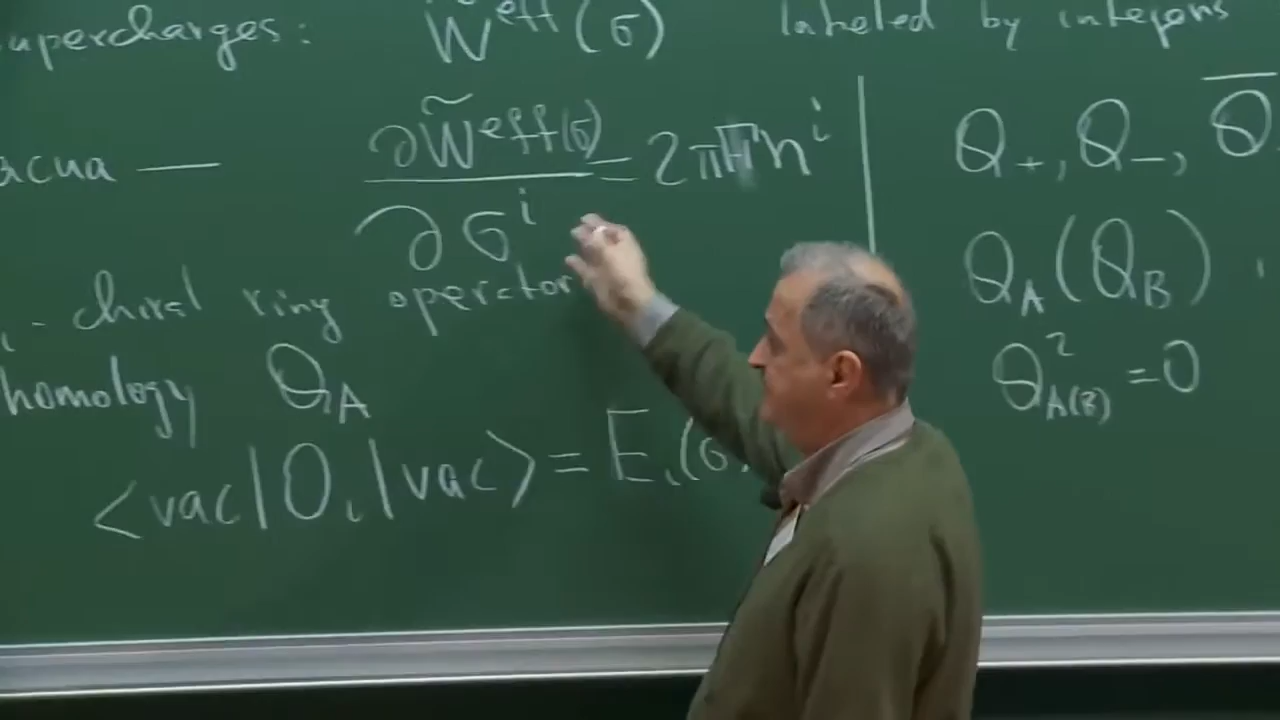 upercharges: W̃^eff(σ)
acua — ∂W̃^eff(σ)/∂σ^i = 2πi n^i
i - chiral ring operator
homology Q_A
<vac|O_i|vac> = E_i(σ
labeled by integers
Q_+, Q_-, Q̅
Q_A (Q_B)
Q²_A(B) = 0